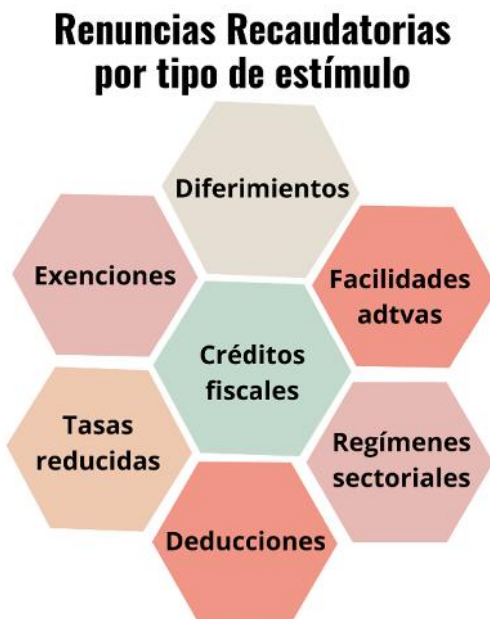 Renuncias Recaudatorias
por tipo de estímulo
Diferimientos
Exenciones
Facilidades
adtvas
Créditos
fiscales
Tasas
reducidas
Regímenes
sectoriales
Deducciones